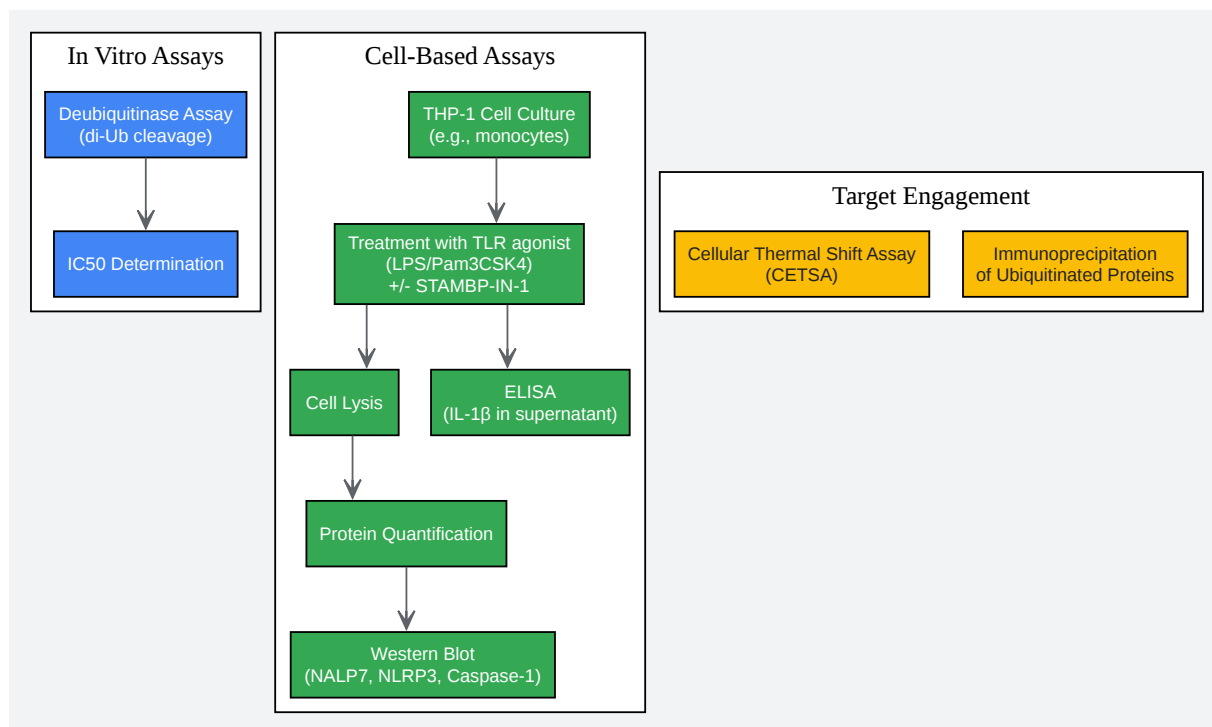 In Vitro Assays
Deubiquitinase Assay
(di-Ub cleavage)
IC50 Determination
Cell-Based Assays
THP-1 Cell Culture
(e.g., monocytes)
Treatment with TLR agonist
(LPS/Pam3CSK4)
+/- STAMBP-IN-1
Cell Lysis
ELISA
(IL-1β in supernatant)
Protein Quantification
Western Blot
(NALP7, NLRP3, Caspase-1)
Target Engagement
Cellular Thermal Shift Assay
(CETSA)
Immunoprecipitation
of Ubiquitinated Proteins